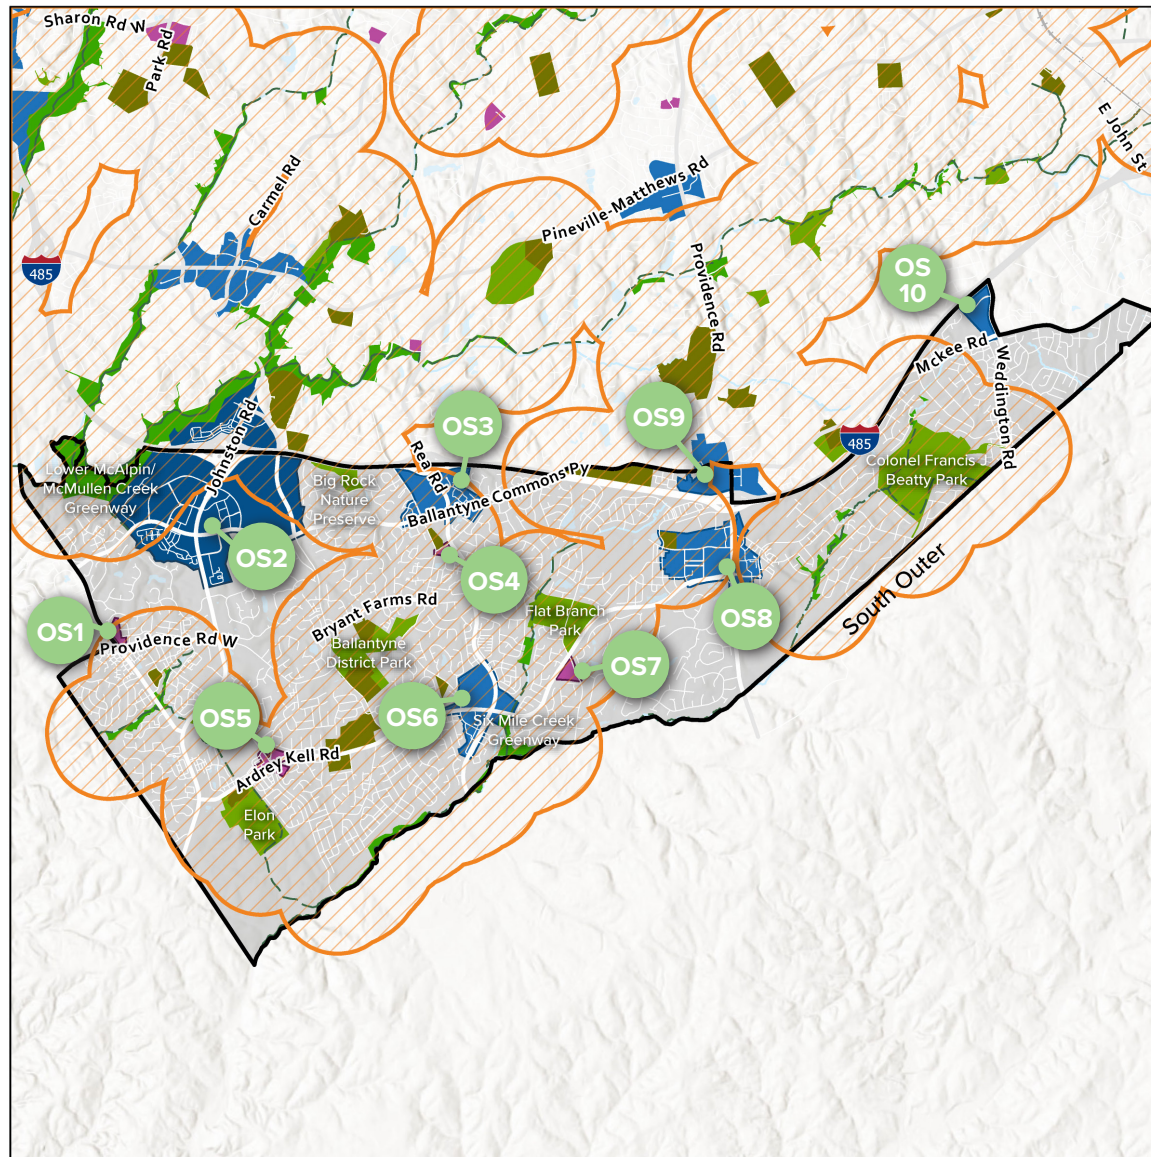 Sharon Rd W
Park Rd
E John St
Carmel Rd
Pineville-Matthews Rd
485
Providence Rd
OS
10
Mckee Rd
Weddington Rd
OS9
OS3
485
Johnston Rd
Rea Rd
Lower McAlpin/
McMullen Creek
Greenway
Big Rock
Nature
Preserve
Ballantyne Commons Py
Colonel Francis J
Beatty Park
OS2
OS4
South Outer
Bryant Farms Rd
Flat Branch
Park
OS8
OS1
Providence Rd W
Ballantyne
District Park
OS7
OS5
OS6
Six Mile Creek
Greenway
Ardrey Kell Rd
Elon
Park